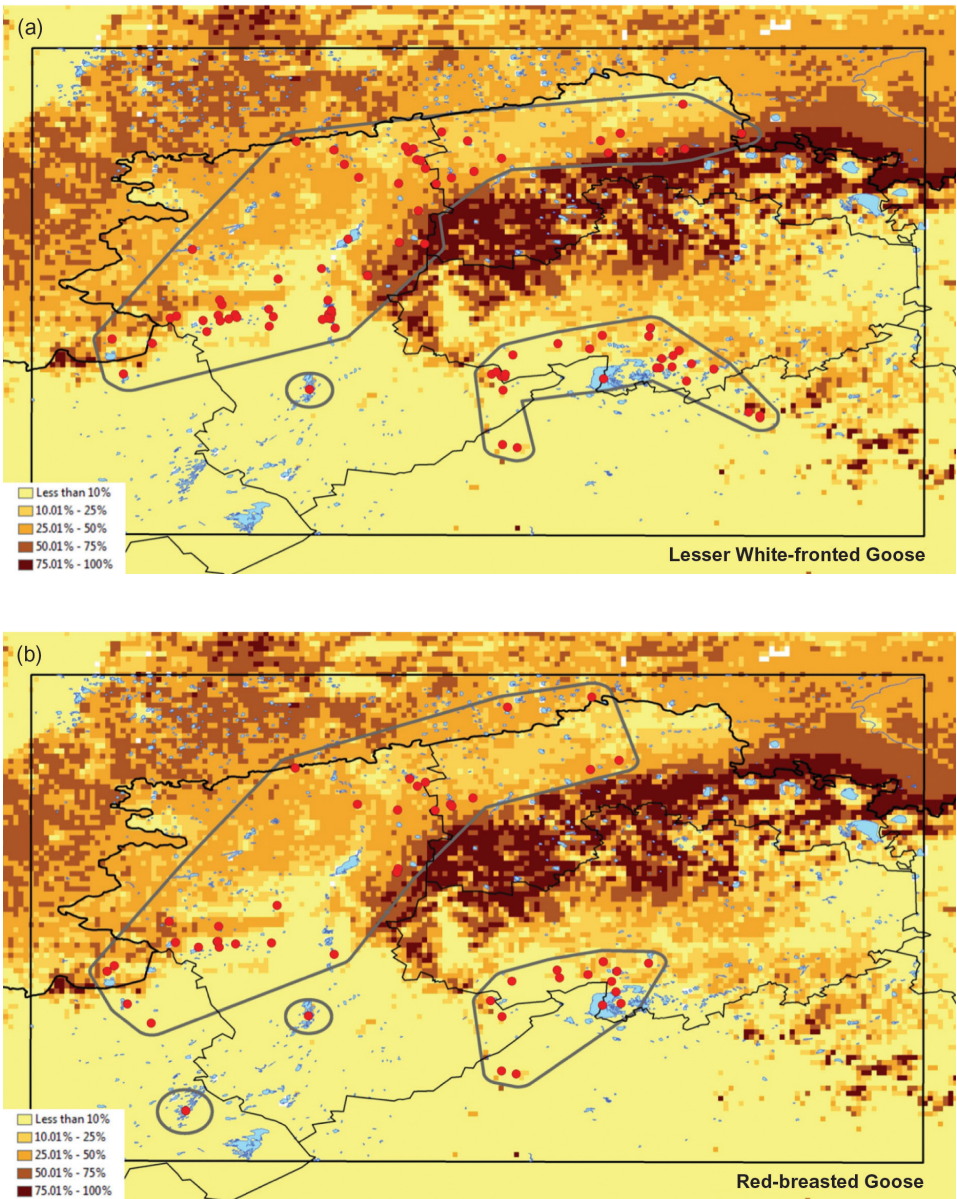 (a)
Less than 10%
10.01% - 25%
25.01% - 50%
50.01% - 75%
75.01% - 100%
Lesser White-fronted Goose
(b)
Less than 10%
10.01% - 25%
25.01% - 50%
50.01% - 75%
75.01% - 100%
Red-breasted Goose